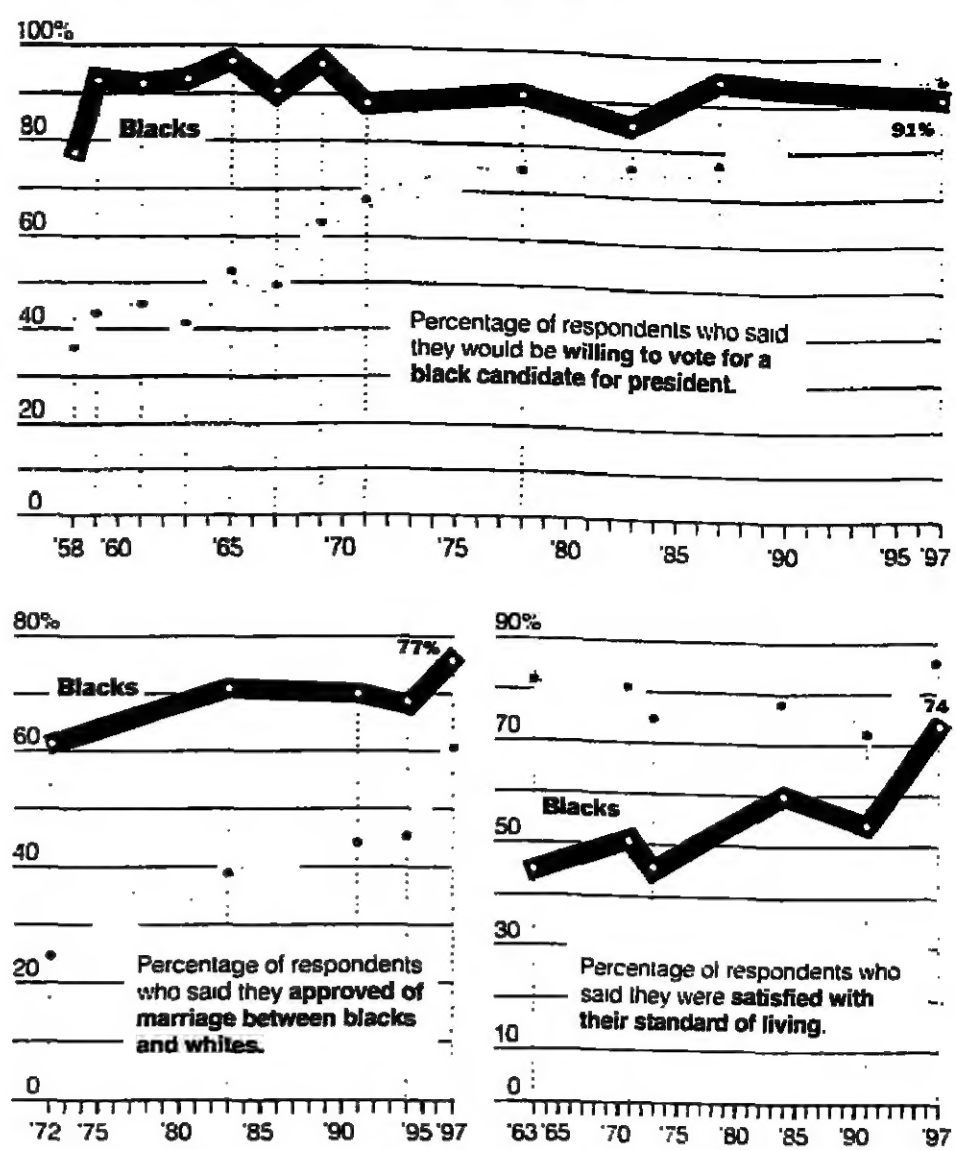 100%
Blacks
80
91%
60
40
Percentage of respondents who said
they would be willing to vote for a
black candidate for president.
20
0
'58 '60 '65 '70 '75 '80 '85 '90 '95 '97
80%
77%
Blacks
60
40
20
Percentage of respondents
who said they approved of
marriage between blacks
and whites.
0
'72 '75 '80 '85 '90 '95 '97
90%
74
70
Blacks
50
30
Percentage of respondents who
said they were satisfied with
their standard of living.
10
0
'63 '65 '70 '75 '80 '85 '90 '97